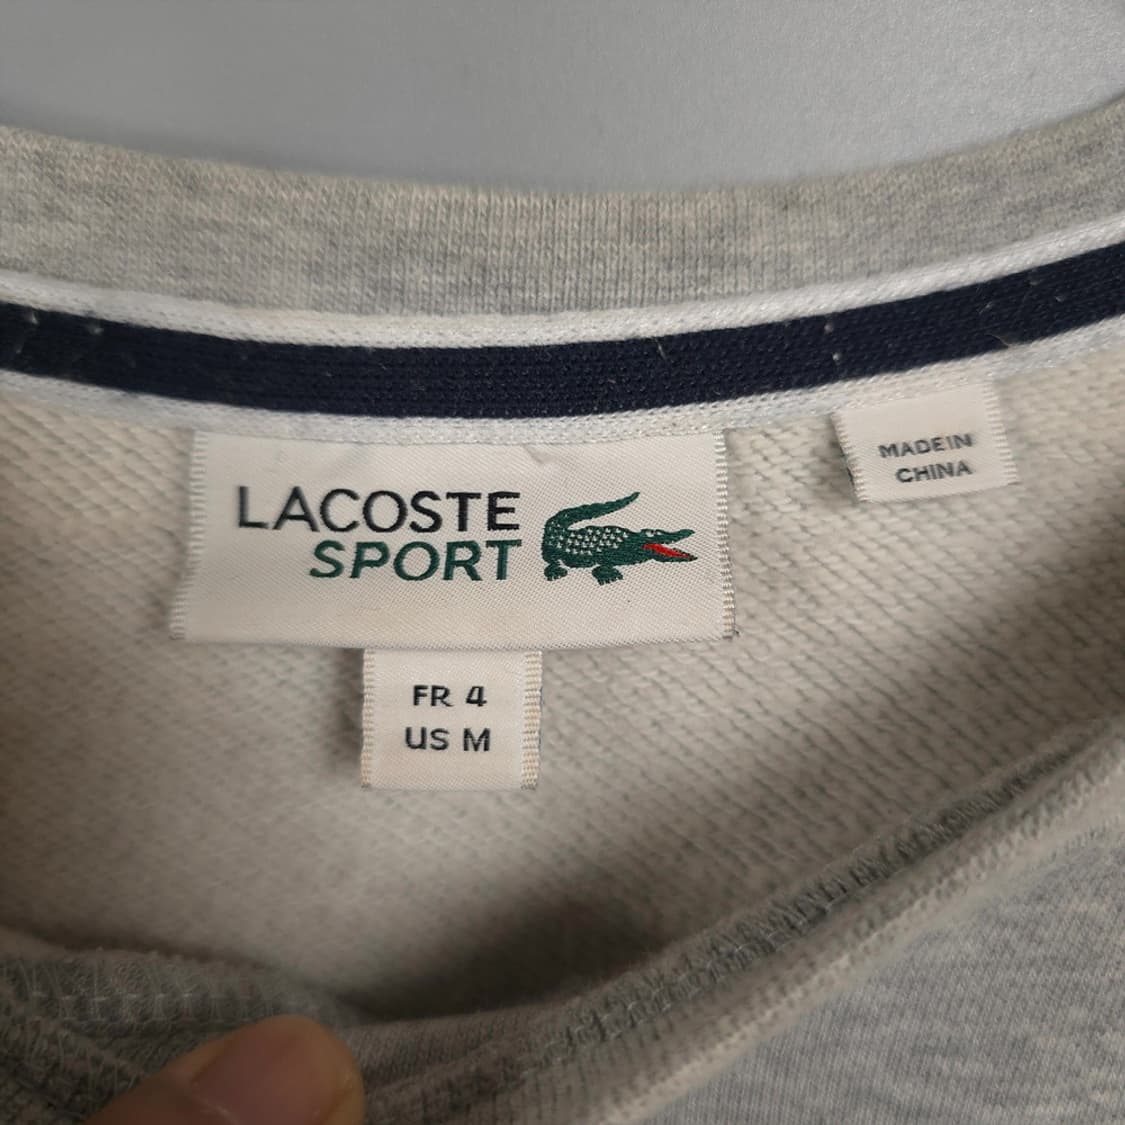 LACOSTE
SPORT
FR 4
US M
MADE IN
CHINA